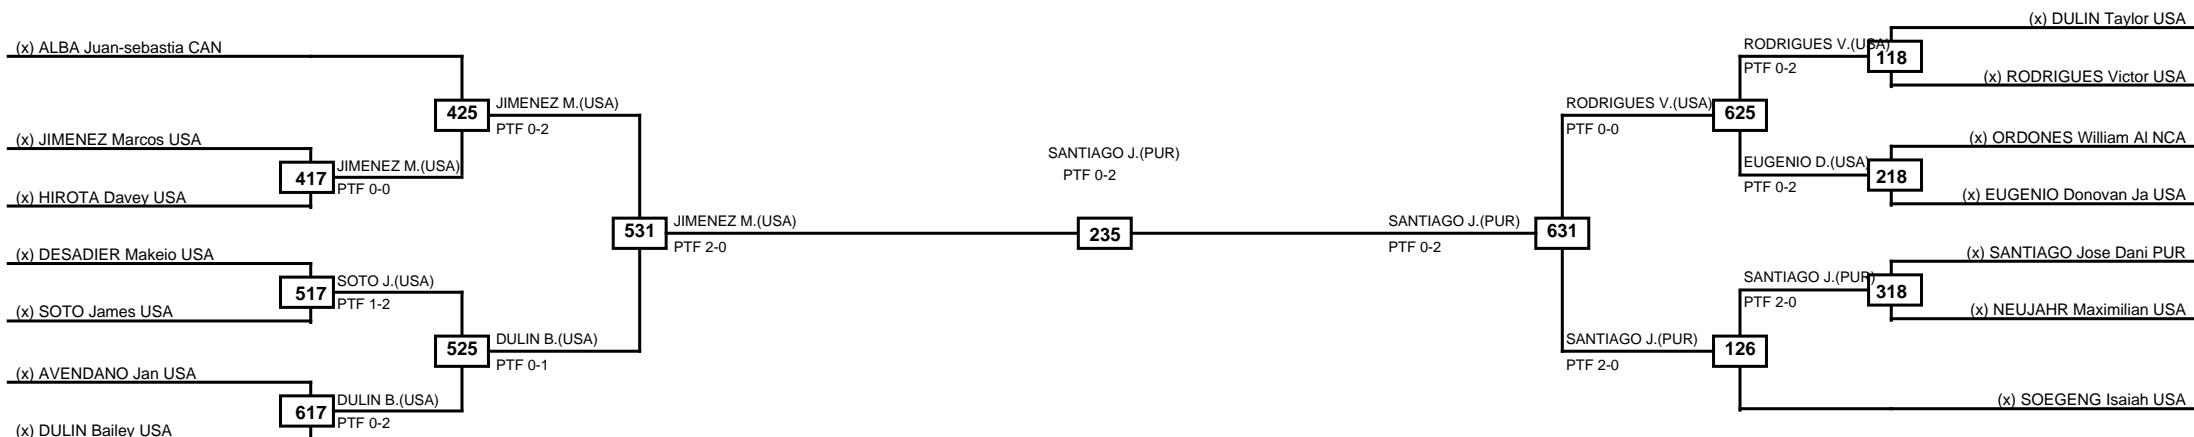 (x) ALBA Juan-sebastia CAN
425
JIMENEZ M.(USA)
PTF 0-2
(x) JIMENEZ Marcos USA
417
JIMENEZ M.(USA)
PTF 0-0
(x) HIROTA Davey USA
531
JIMENEZ M.(USA)
PTF 2-0
(x) DESADIER Makeio USA
517
SOTO J.(USA)
PTF 1-2
(x) SOTO James USA
525
DULIN B.(USA)
PTF 0-1
(x) AVENDANO Jan USA
617
DULIN B.(USA)
PTF 0-2
(x) DULIN Bailey USA
SANTIAGO J.(PUR)
PTF 0-2
235
SANTIAGO J.(PUR)
PTF 0-2
631
RODRIGUES V.(USA)
PTF 0-0
625
RODRIGUES V.(USA)
PTF 0-2
118
(x) DULIN Taylor USA
(x) RODRIGUES Victor USA
EUGENIO D.(USA)
PTF 0-2
218
(x) ORDONES William Al NCA
(x) EUGENIO Donovan Ja USA
SANTIAGO J.(PUR)
PTF 2-0
126
SANTIAGO J.(PUR)
PTF 2-0
318
(x) SANTIAGO Jose Dani PUR
(x) NEUJAHR Maximilian USA
(x) SOEGENG Isaiah USA